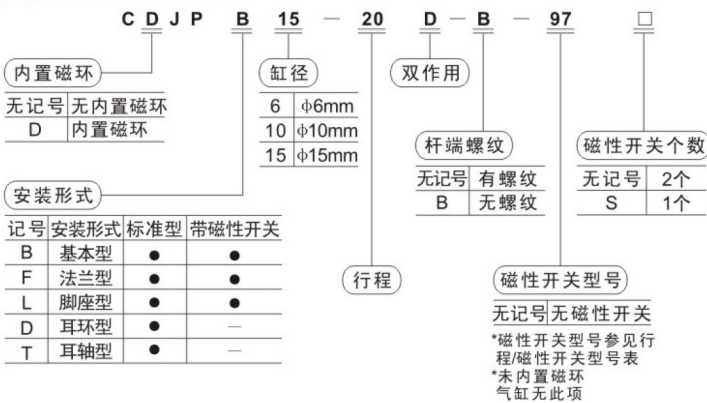 CDJP B 15 - 20 D - B - 97 □
内置磁环
无记号 无内置磁环
D 内置磁环
缸径
6 φ6mm
10 φ10mm
15 φ15mm
双作用
杆端螺纹
无记号 有螺纹
B 无螺纹
磁性开关个数
无记号 2个
S 1个
安装形式
记号 安装形式 标准型 带磁性开关
B 基本型 ● ●
F 法兰型 ● ●
L 脚座型 ● ●
D 耳环型 ● —
T 耳轴型 ● —
行程
磁性开关型号
无记号 无磁性开关
*磁性开关型号参见行
程/磁性开关型号表
*未内置磁环
气缸无此项